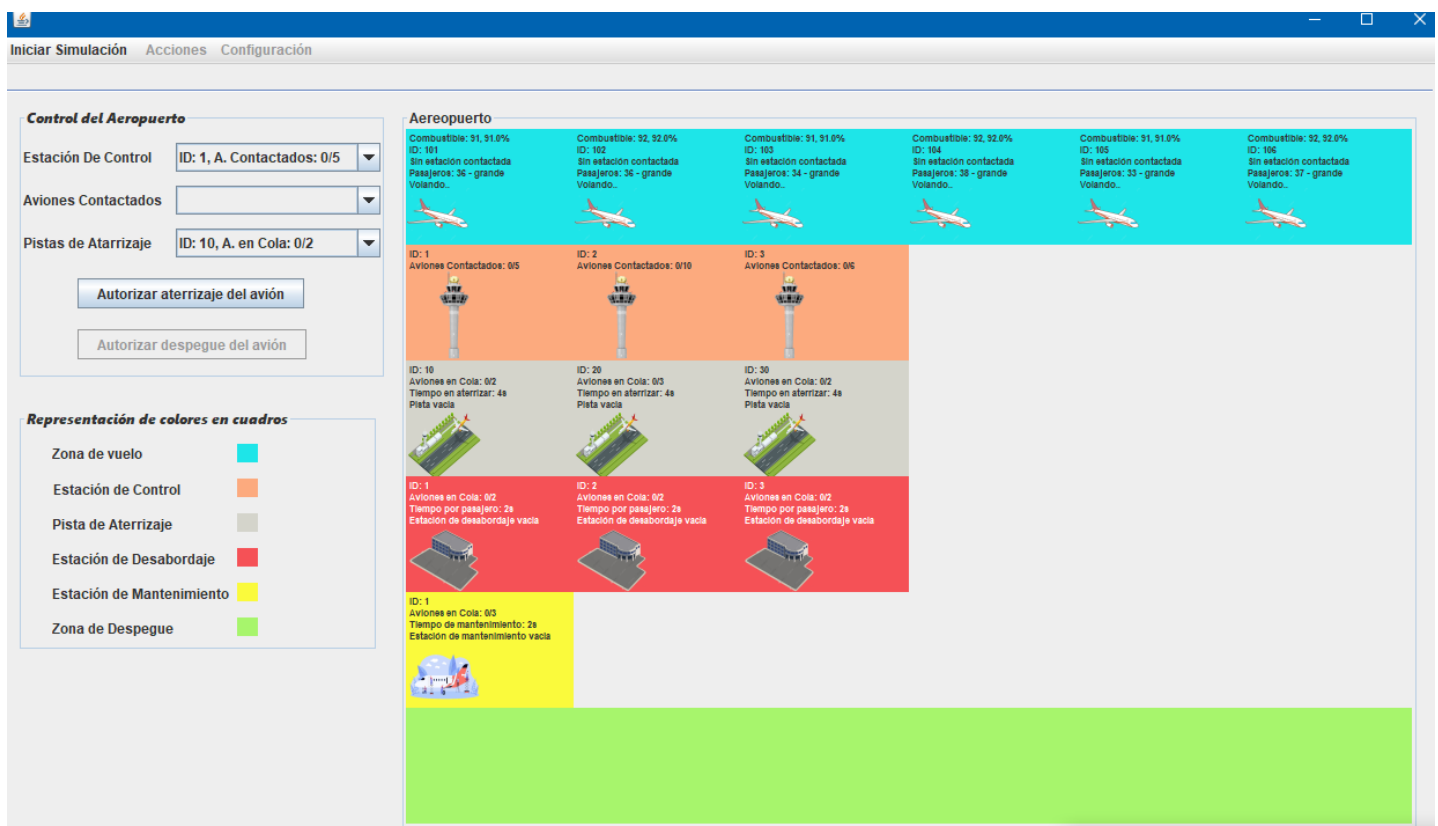 Iniciar Simulación Acciones Configuración
Control del Aeropuerto
Estación De Control ID: 1, A. Contactados: 0/5
Aviones Contactados
Pistas de Atarrizaje ID: 10, A. en Cola: 0/2
Autorizar aterrizaje del avión
Autorizar despegue del avión
Representación de colores en cuadros
Zona de vuelo
Estación de Control
Pista de Aterrizaje
Estación de Desabordaje
Estación de Mantenimiento
Zona de Despegue
Aereopuerto
Combustible: 91, 91.0%
ID: 101
Sin estación contactada
Pasajeros: 36 - grande
Volando..
Combustible: 92, 92.0%
ID: 102
Sin estación contactada
Pasajeros: 36 - grande
Volando..
Combustible: 91, 91.0%
ID: 103
Sin estación contactada
Pasajeros: 34 - grande
Volando..
Combustible: 92, 92.0%
ID: 104
Sin estación contactada
Pasajeros: 38 - grande
Volando..
Combustible: 91, 91.0%
ID: 105
Sin estación contactada
Pasajeros: 33 - grande
Volando..
Combustible: 92, 92.0%
ID: 106
Sin estación contactada
Pasajeros: 37 - grande
Volando..
ID: 1
Aviones Contactados: 0/5
ID: 2
Aviones Contactados: 0/10
ID: 3
Aviones Contactados: 0/6
ID: 10
Aviones en Cola: 0/2
Tiempo en aterrizar: 4s
Pista vacia
ID: 20
Aviones en Cola: 0/3
Tiempo en aterrizar: 4s
Pista vacia
ID: 30
Aviones en Cola: 0/2
Tiempo en aterrizar: 4s
Pista vacia
ID: 1
Aviones en Cola: 0/2
Tiempo por pasajero: 2s
Estación de desabordaje vacia
ID: 2
Aviones en Cola: 0/2
Tiempo por pasajero: 2s
Estación de desabordaje vacia
ID: 3
Aviones en Cola: 0/2
Tiempo por pasajero: 2s
Estación de desabordaje vacia
ID: 1
Aviones en Cola: 0/3
Tiempo de mantenimiento: 2s
Estación de mantenimiento vacia